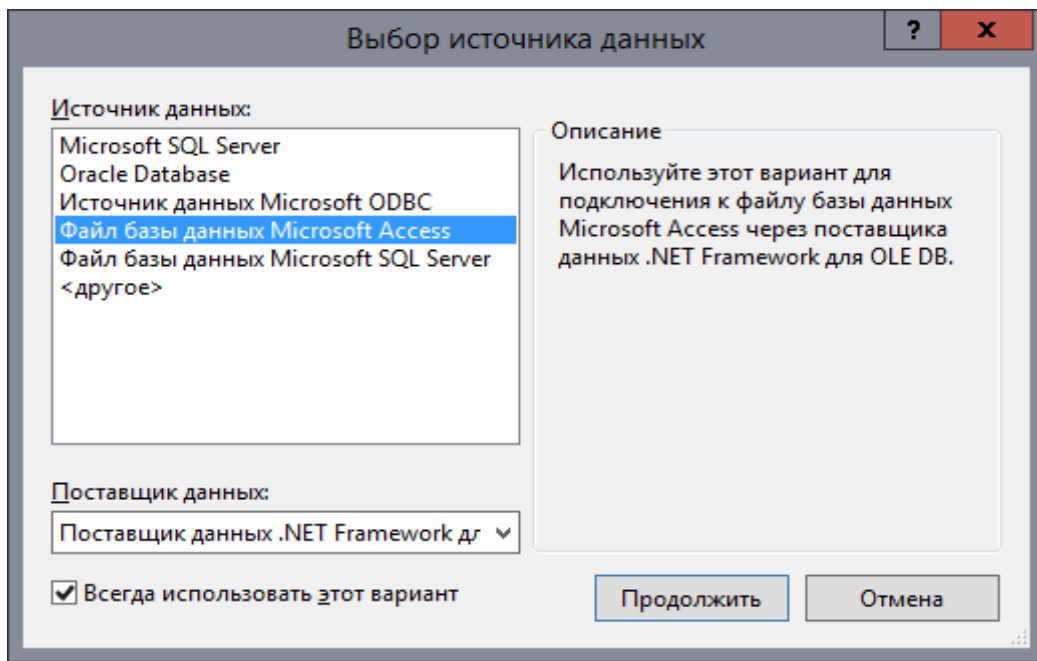 Выбор источника данных
?
x
Источник данных:
Microsoft SQL Server
Oracle Database
Источник данных Microsoft ODBC
Файл базы данных Microsoft Access
Файл базы данных Microsoft SQL Server
<другое>
Описание
Используйте этот вариант для
подключения к файлу базы данных
Microsoft Access через поставщика
данных .NET Framework для OLE DB.
Поставщик данных:
Поставщик данных .NET Framework дл
Всегда использовать этот вариант
Продолжить
Отмена